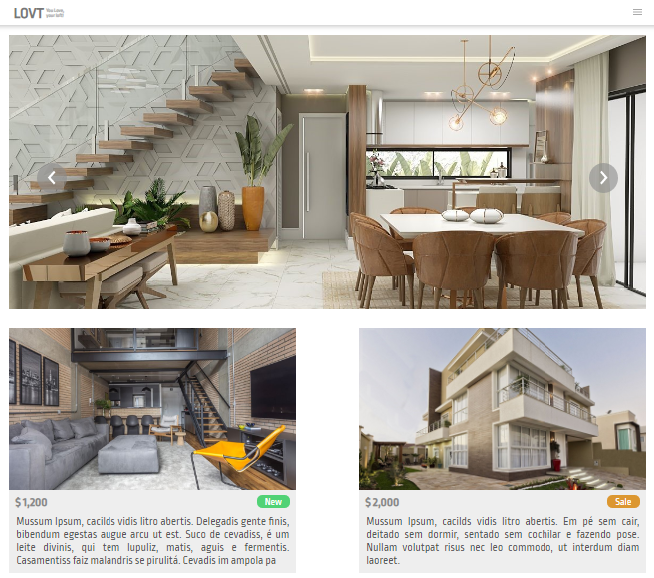 LOVT
You Love,
your loft!
$1,200
New
Mussum Ipsum, cacilds vidis litro abertis. Delegadis gente finis,
bibendum egestas augue arcu ut est. Suco de cevadiss, é um
leite divinis, qui tem lupuliz, matis, aguis e fermentis.
Casamentiss faiz malandris se pirulitá. Cevadis im ampola pa
$2,000
Sale
Mussum Ipsum, cacilds vidis litro abertis. Em pé sem cair,
deitado sem dormir, sentado sem cochilar e fazendo pose.
Nullam volutpat risus nec leo commodo, ut interdum diam
laoreet.